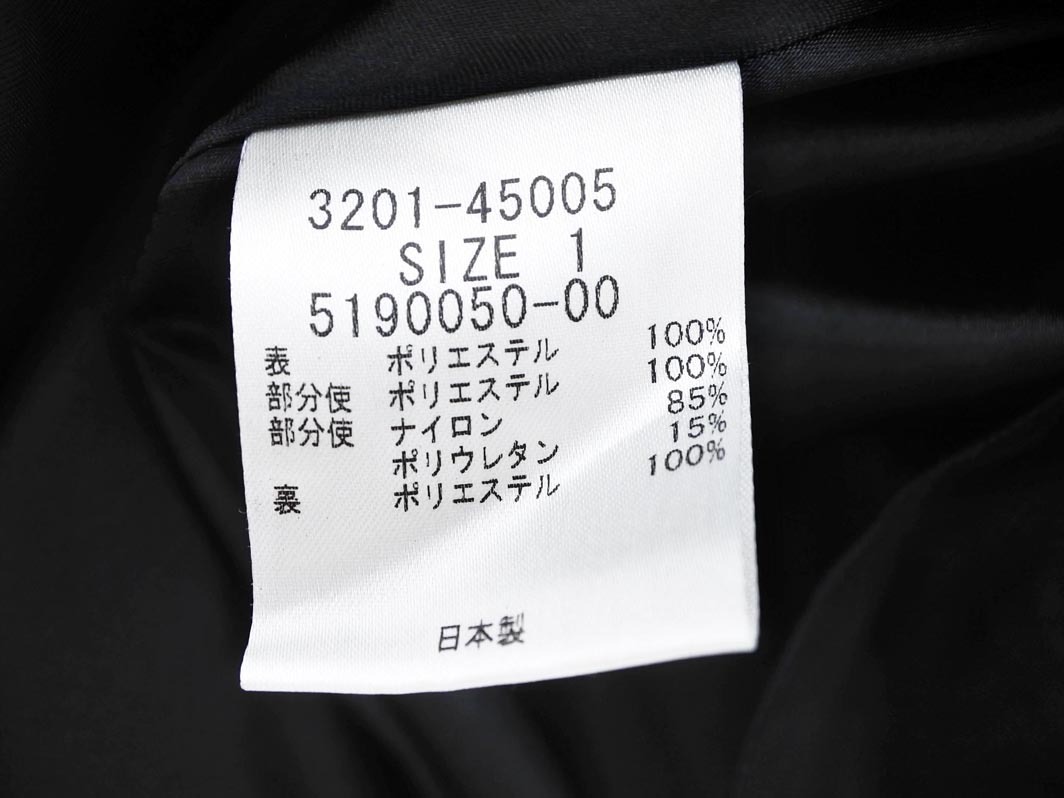 3201-45005
SIZE 1
5190050-00
表 ポリエステル 100%
部分使 ポリエステル 100%
部分使 ナイロン 85%
ポリウレタン 15%
裏 ポリエステル 100%
日本製